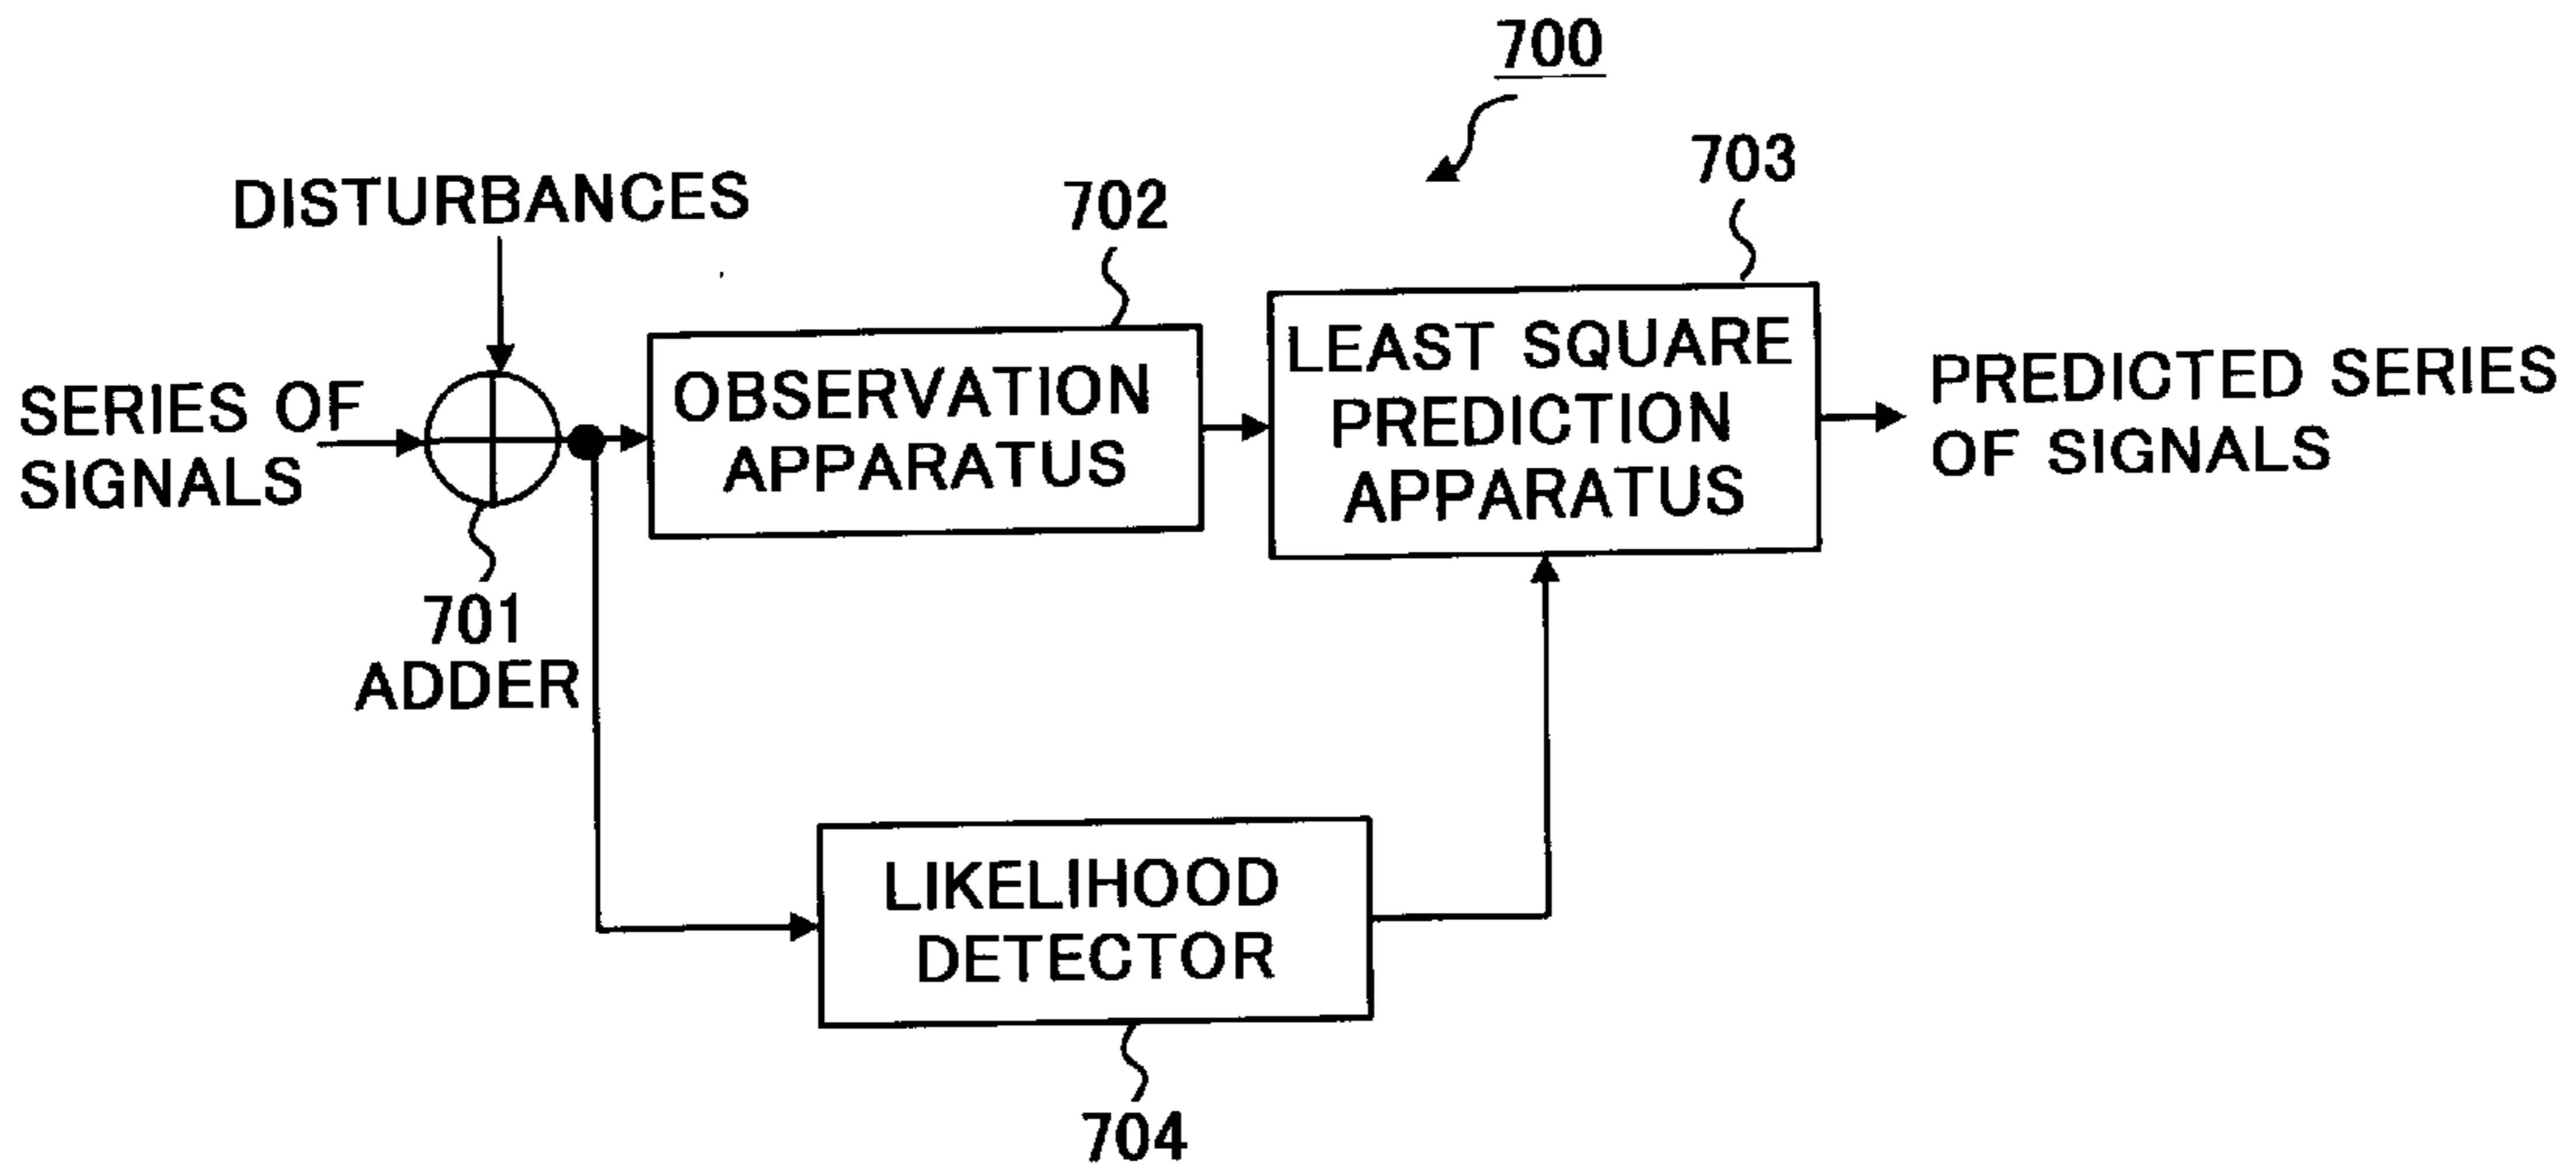 700
703
702
DISTURBANCES
LEAST SQUARE
PREDICTION
APPARATUS
OBSERVATION
APPARATUS
SERIES OF
SIGNALS
PREDICTED SERIES
OF SIGNALS
701
ADDER
LIKELIHOOD
DETECTOR
704